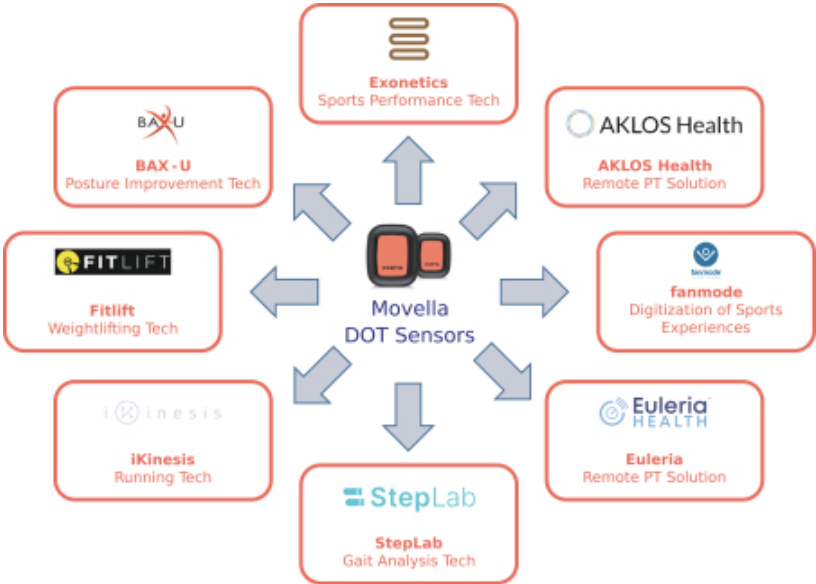 Exonetics
Sports Performance Tech
BAX-U
BAX-U
Posture Improvement Tech
AKLOS Health
AKLOS Health
Remote PT Solution
FITLIFT
Fitlift
Weightlifting Tech
Movella
DOT Sensors
fanmode
fanmode
Digitization of Sports
Experiences
iKinesis
iKinesis
Running Tech
Euleria
HEALTH
Euleria
Remote PT Solution
StepLab
StepLab
Gait Analysis Tech